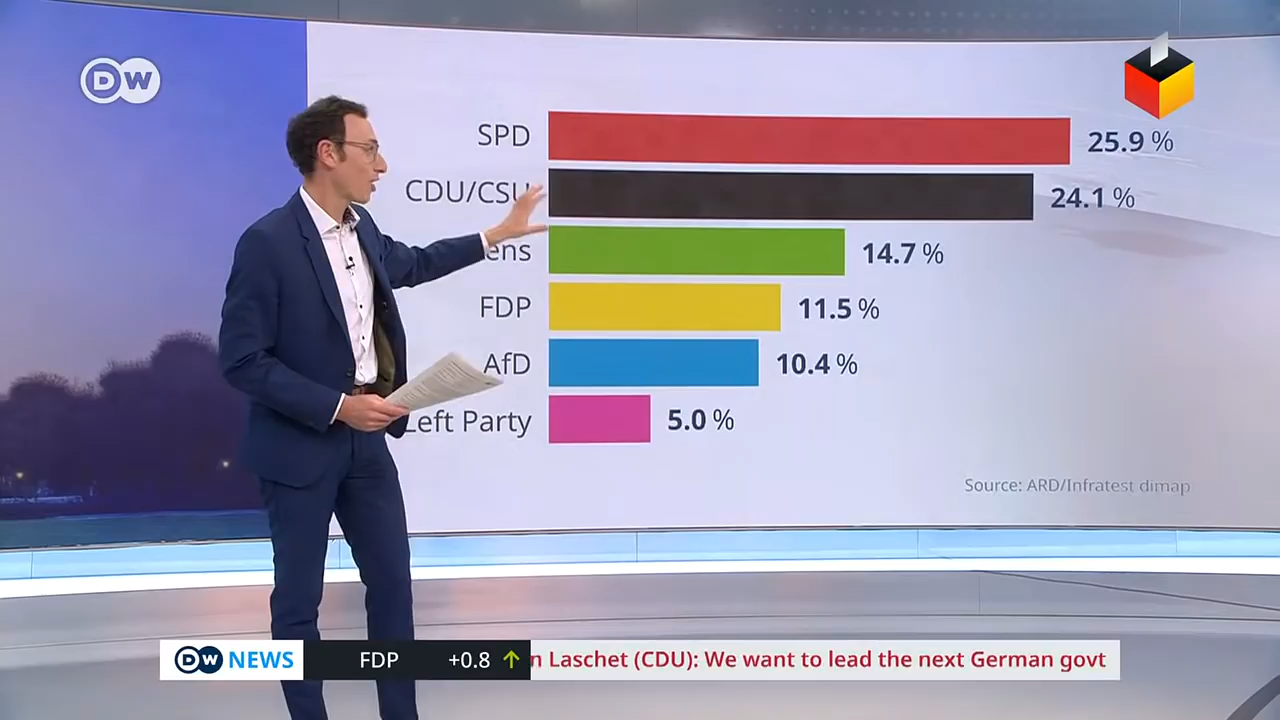 DW
SPD 25.9 %
CDU/CSU 24.1 %
ens 14.7 %
FDP 11.5 %
AfD 10.4 %
Left Party 5.0 %
Source: ARD/Infratest dimap
DW NEWS FDP +0.8 n Laschet (CDU): We want to lead the next German govt